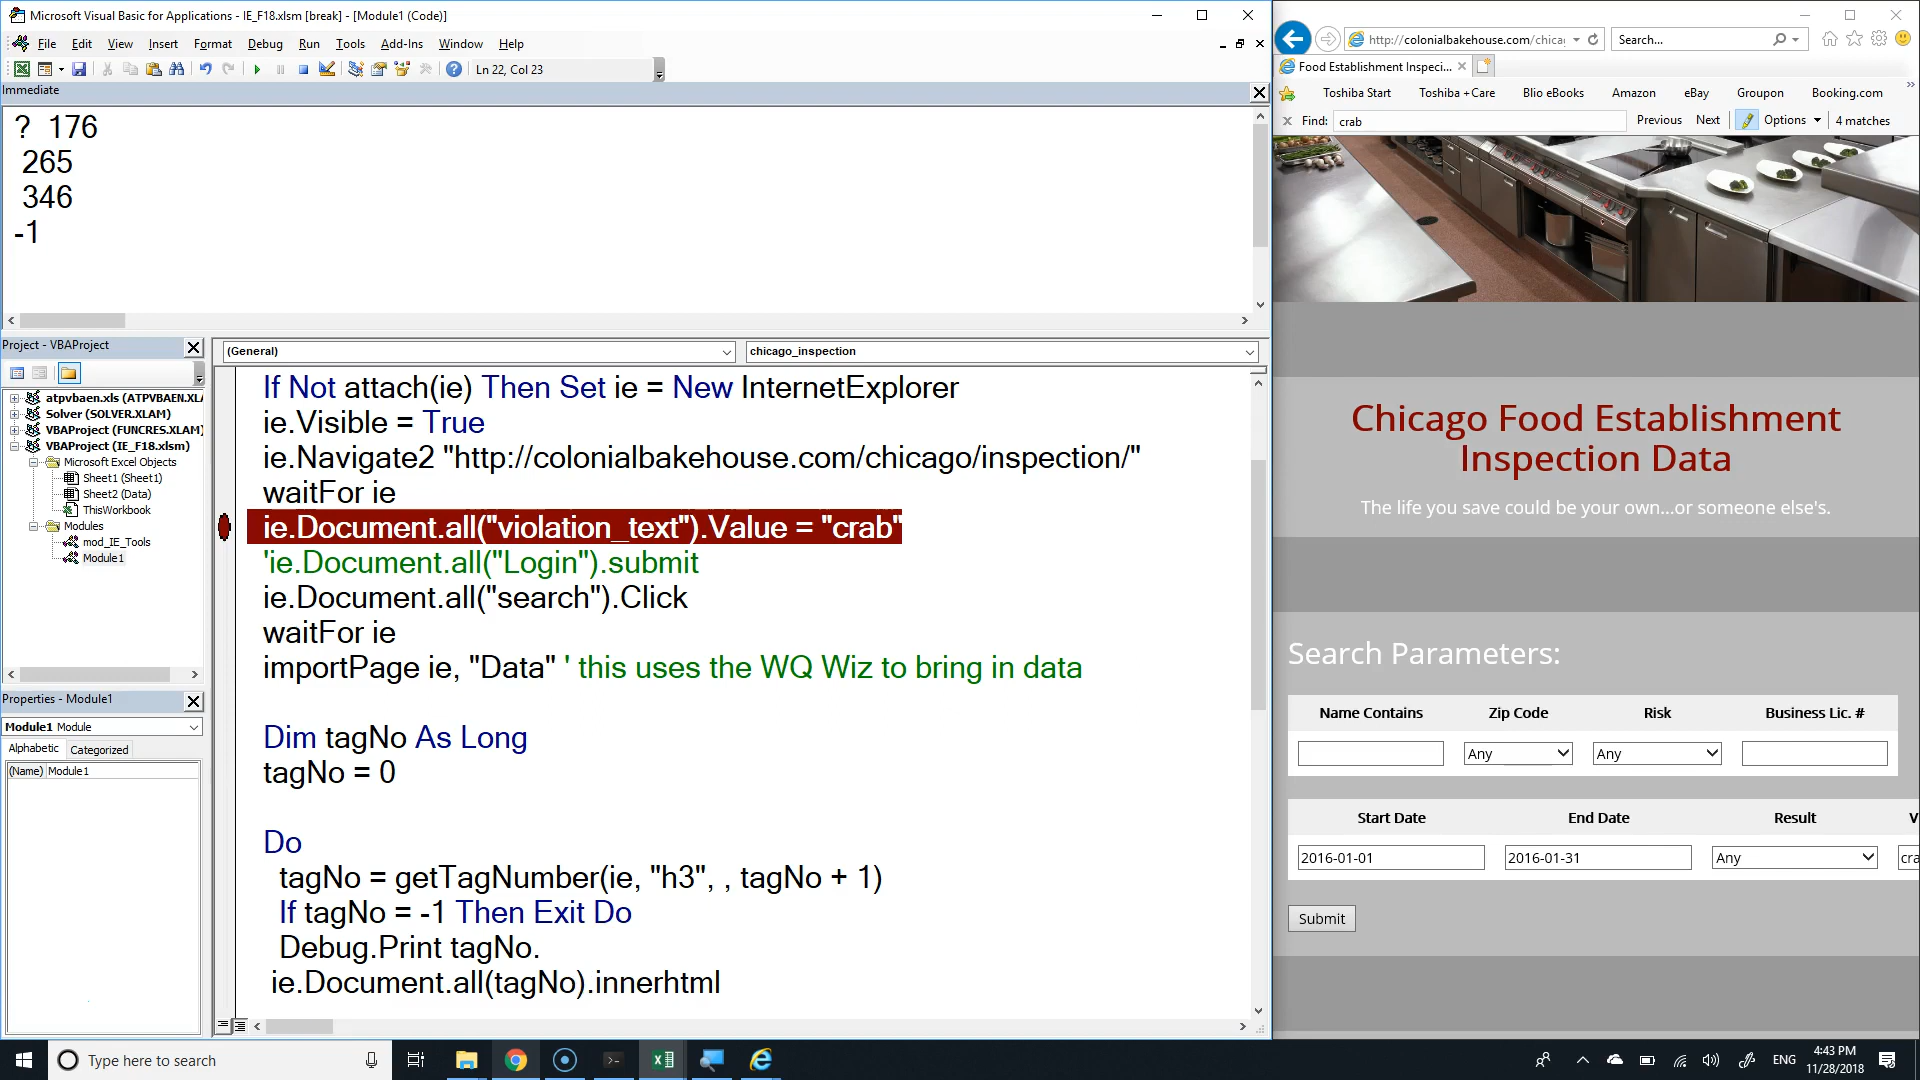 Microsoft Visual Basic for Applications - IE_F18.xlsm [break] - [Module1 (Code)]
File Edit View Insert Format Debug Run Tools Add-Ins Window Help
Ln 22, Col 23
Immediate
? 176
265
346
-1
Project - VBAProject
atpvbaen.xls (ATPVBAEN.XLA
Solver (SOLVER.XLAM)
VBAProject (FUNCRES.XLAM)
VBAProject (IE_F18.xlsm)
Microsoft Excel Objects
Sheet1 (Sheet1)
Sheet2 (Data)
ThisWorkbook
Modules
mod_IE_Tools
Module1
Properties - Module1
Module1 Module
Alphabetic Categorized
(Name) Module1
(General) chicago_inspection
If Not attach(ie) Then Set ie = New InternetExplorer
ie.Visible = True
ie.Navigate2 "http://colonialbakehouse.com/chicago/inspection/"
waitFor ie
ie.Document.all("violation_text").Value = "crab"
'ie.Document.all("Login").submit
ie.Document.all("search").Click
waitFor ie
importPage ie, "Data" ' this uses the WQ Wiz to bring in data
Dim tagNo As Long
tagNo = 0
Do
tagNo = getTagNumber(ie, "h3", , tagNo + 1)
If tagNo = -1 Then Exit Do
Debug.Print tagNo.
ie.Document.all(tagNo).innerhtml
http://colonialbakehouse.com/chica
Search...
Food Establishment Inspeci...
Toshiba Start Toshiba +Care Blio eBooks Amazon eBay Groupon Booking.com
Find: crab Previous Next Options 4 matches
Chicago Food Establishment
Inspection Data
The life you save could be your own...or someone else's.
Search Parameters:
Name Contains Zip Code Risk Business Lic. #
Any Any
Start Date End Date Result V
2016-01-01 2016-01-31 Any cra
Submit
Type here to search
ENG
4:43 PM
11/28/2018